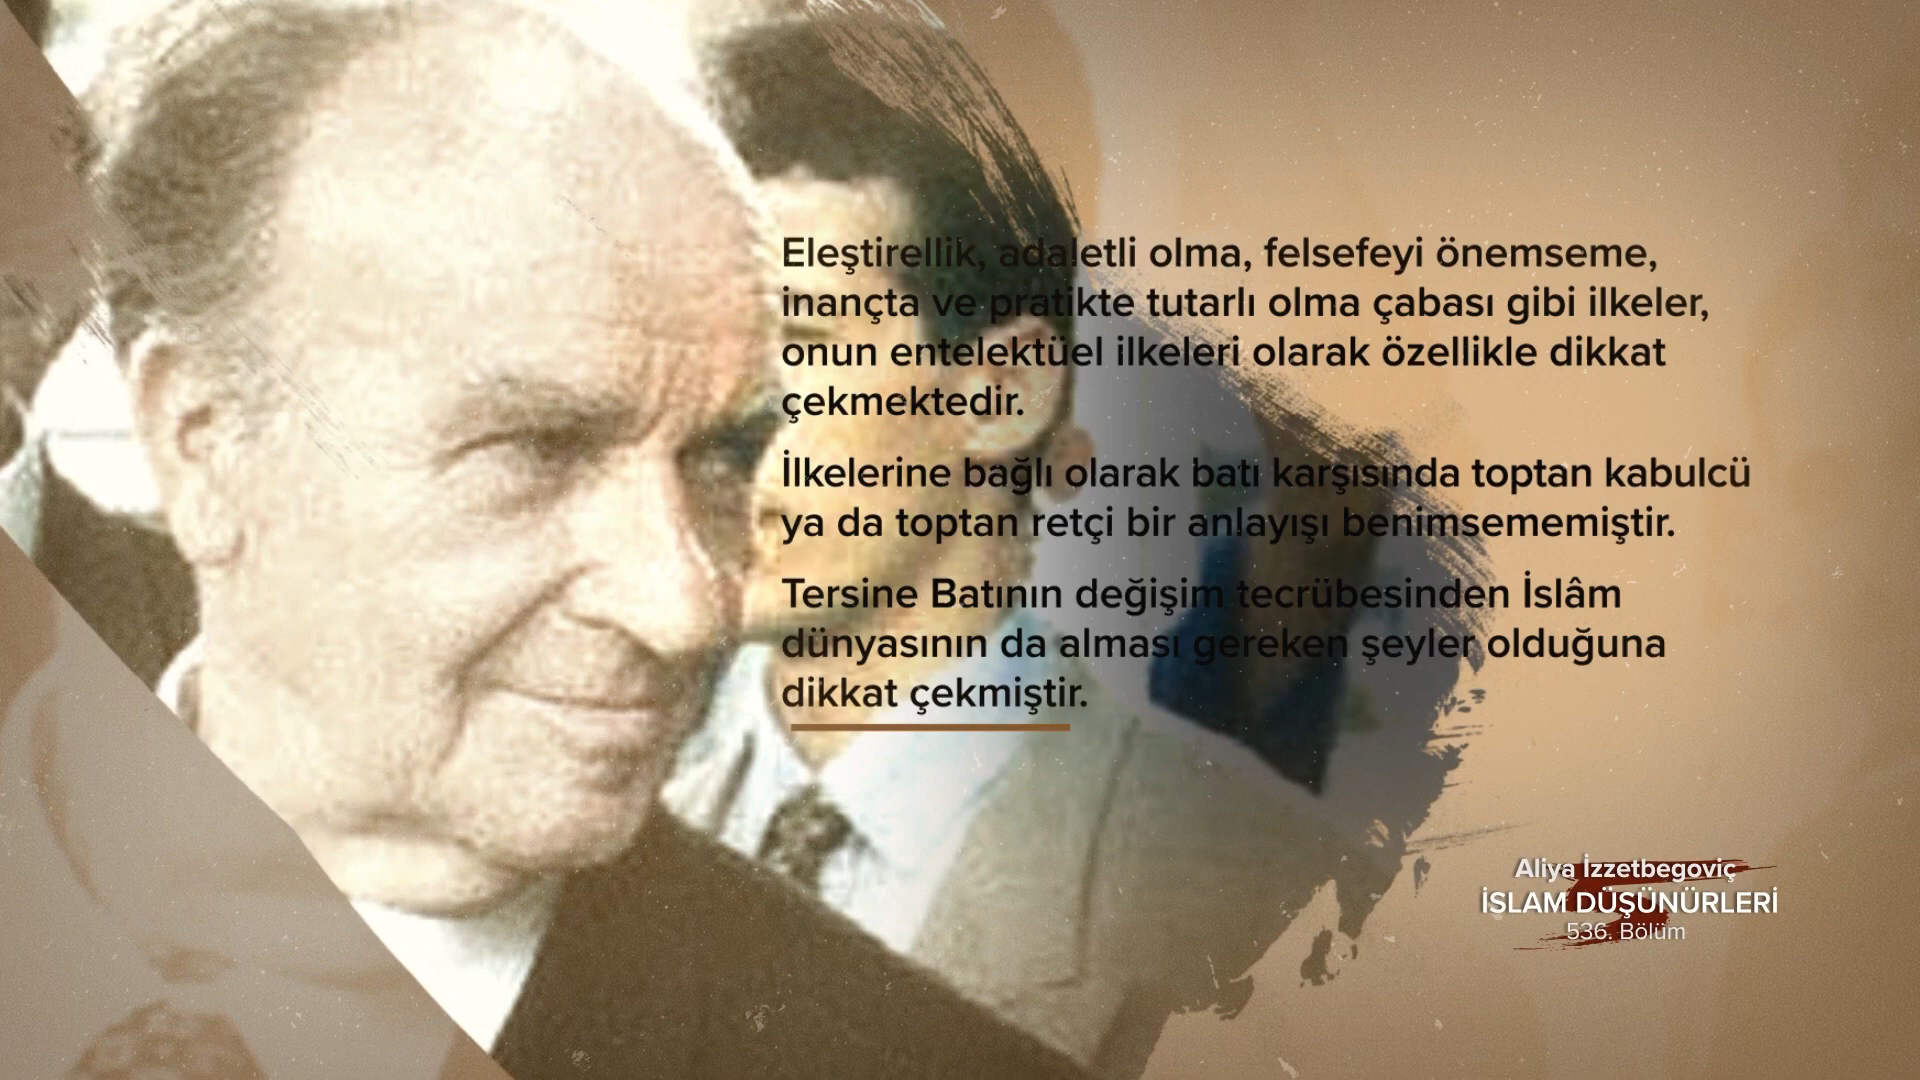 Eleştirellik, adaletli olma, felsefeyi önemseme,
inançta ve pratikte tutarlı olma çabası gibi ilkeler,
onun entelektüel ilkeleri olarak özellikle dikkat
çekmektedir.
İlkelerine bağlı olarak batı karşısında toptan kabulcü
ya da toptan retçi bir anlayışı benimsememiştir.
Tersine Batının değişim tecrübesinden İslâm
dünyasının da alması gereken şeyler olduğuna
dikkat çekmiştir.
Aliya İzzetbegoviç
İSLAM DÜŞÜNÜRLERİ
536. Bölüm